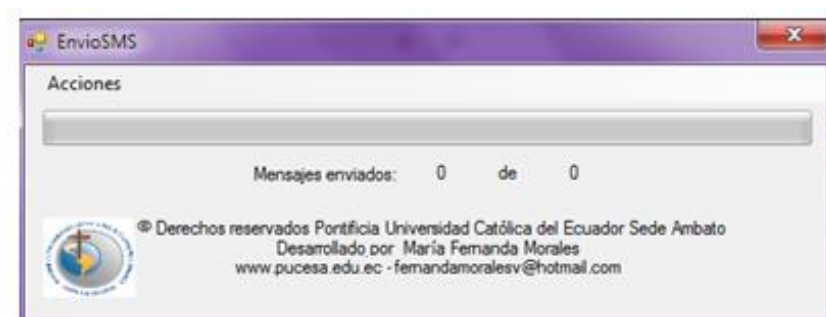 EnvioSMS
Acciones
Mensajes enviados: 0 de 0
® Derechos reservados Pontificia Universidad Católica del Ecuador Sede Ambato
Desarrollado por María Fernanda Morales
www.pucesa.edu.ec - fernandamoralesv@hotmail.com